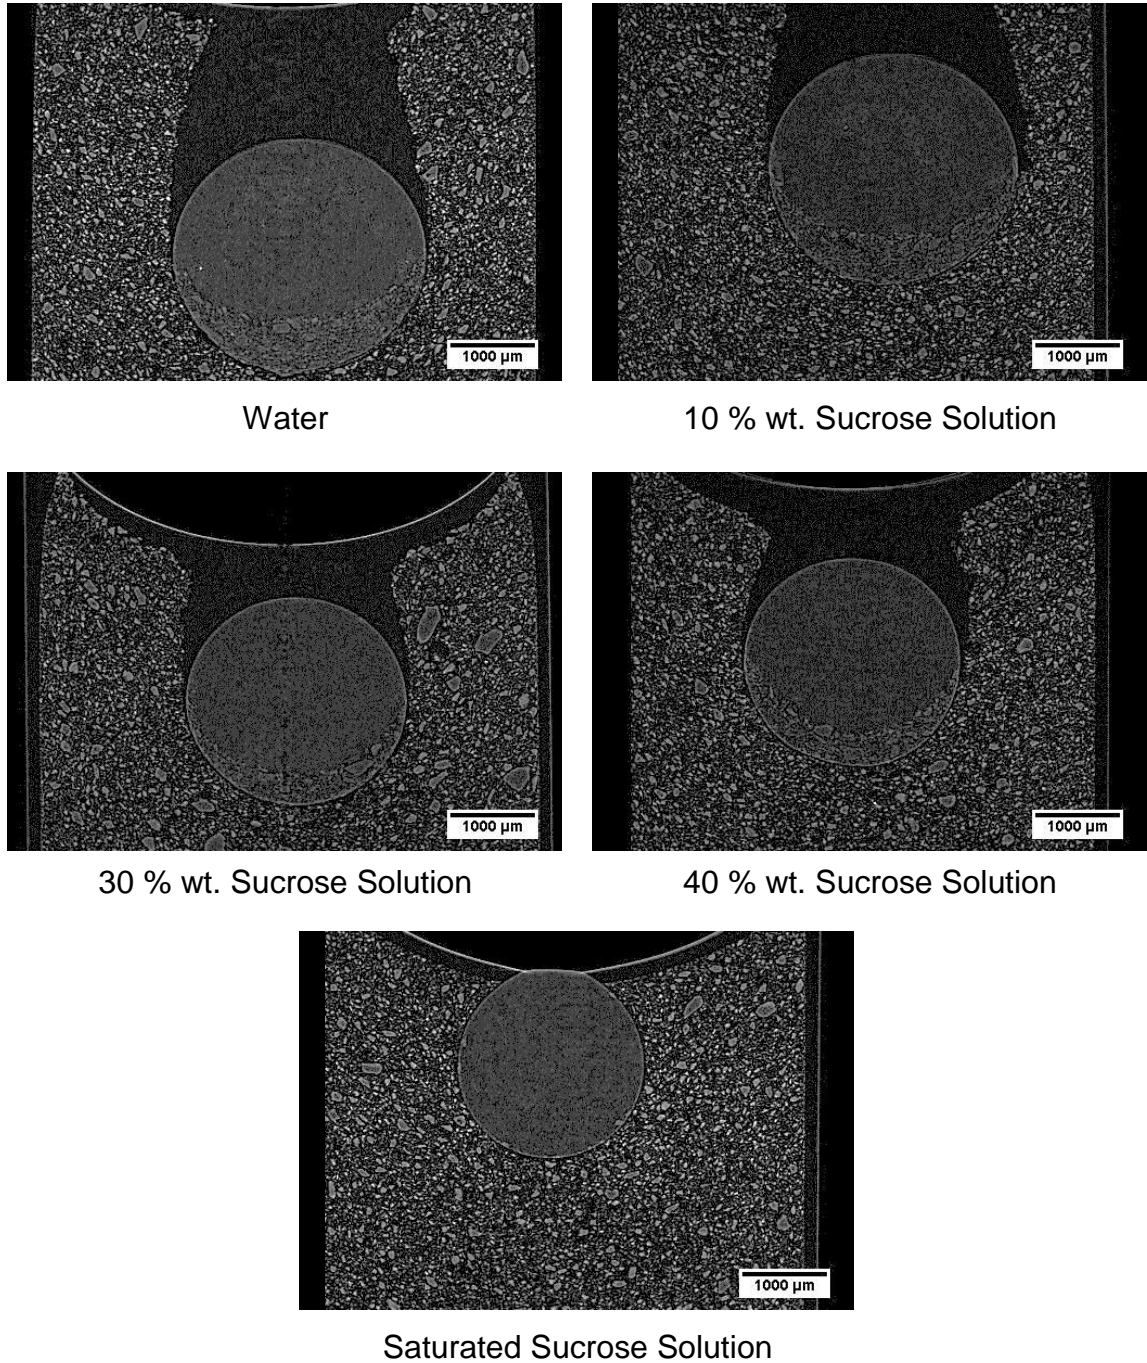 1000 µm
1000 µm
Water
10 % wt. Sucrose Solution
1000 µm
1000 µm
30 % wt. Sucrose Solution
40 % wt. Sucrose Solution
1000 µm
Saturated Sucrose Solution